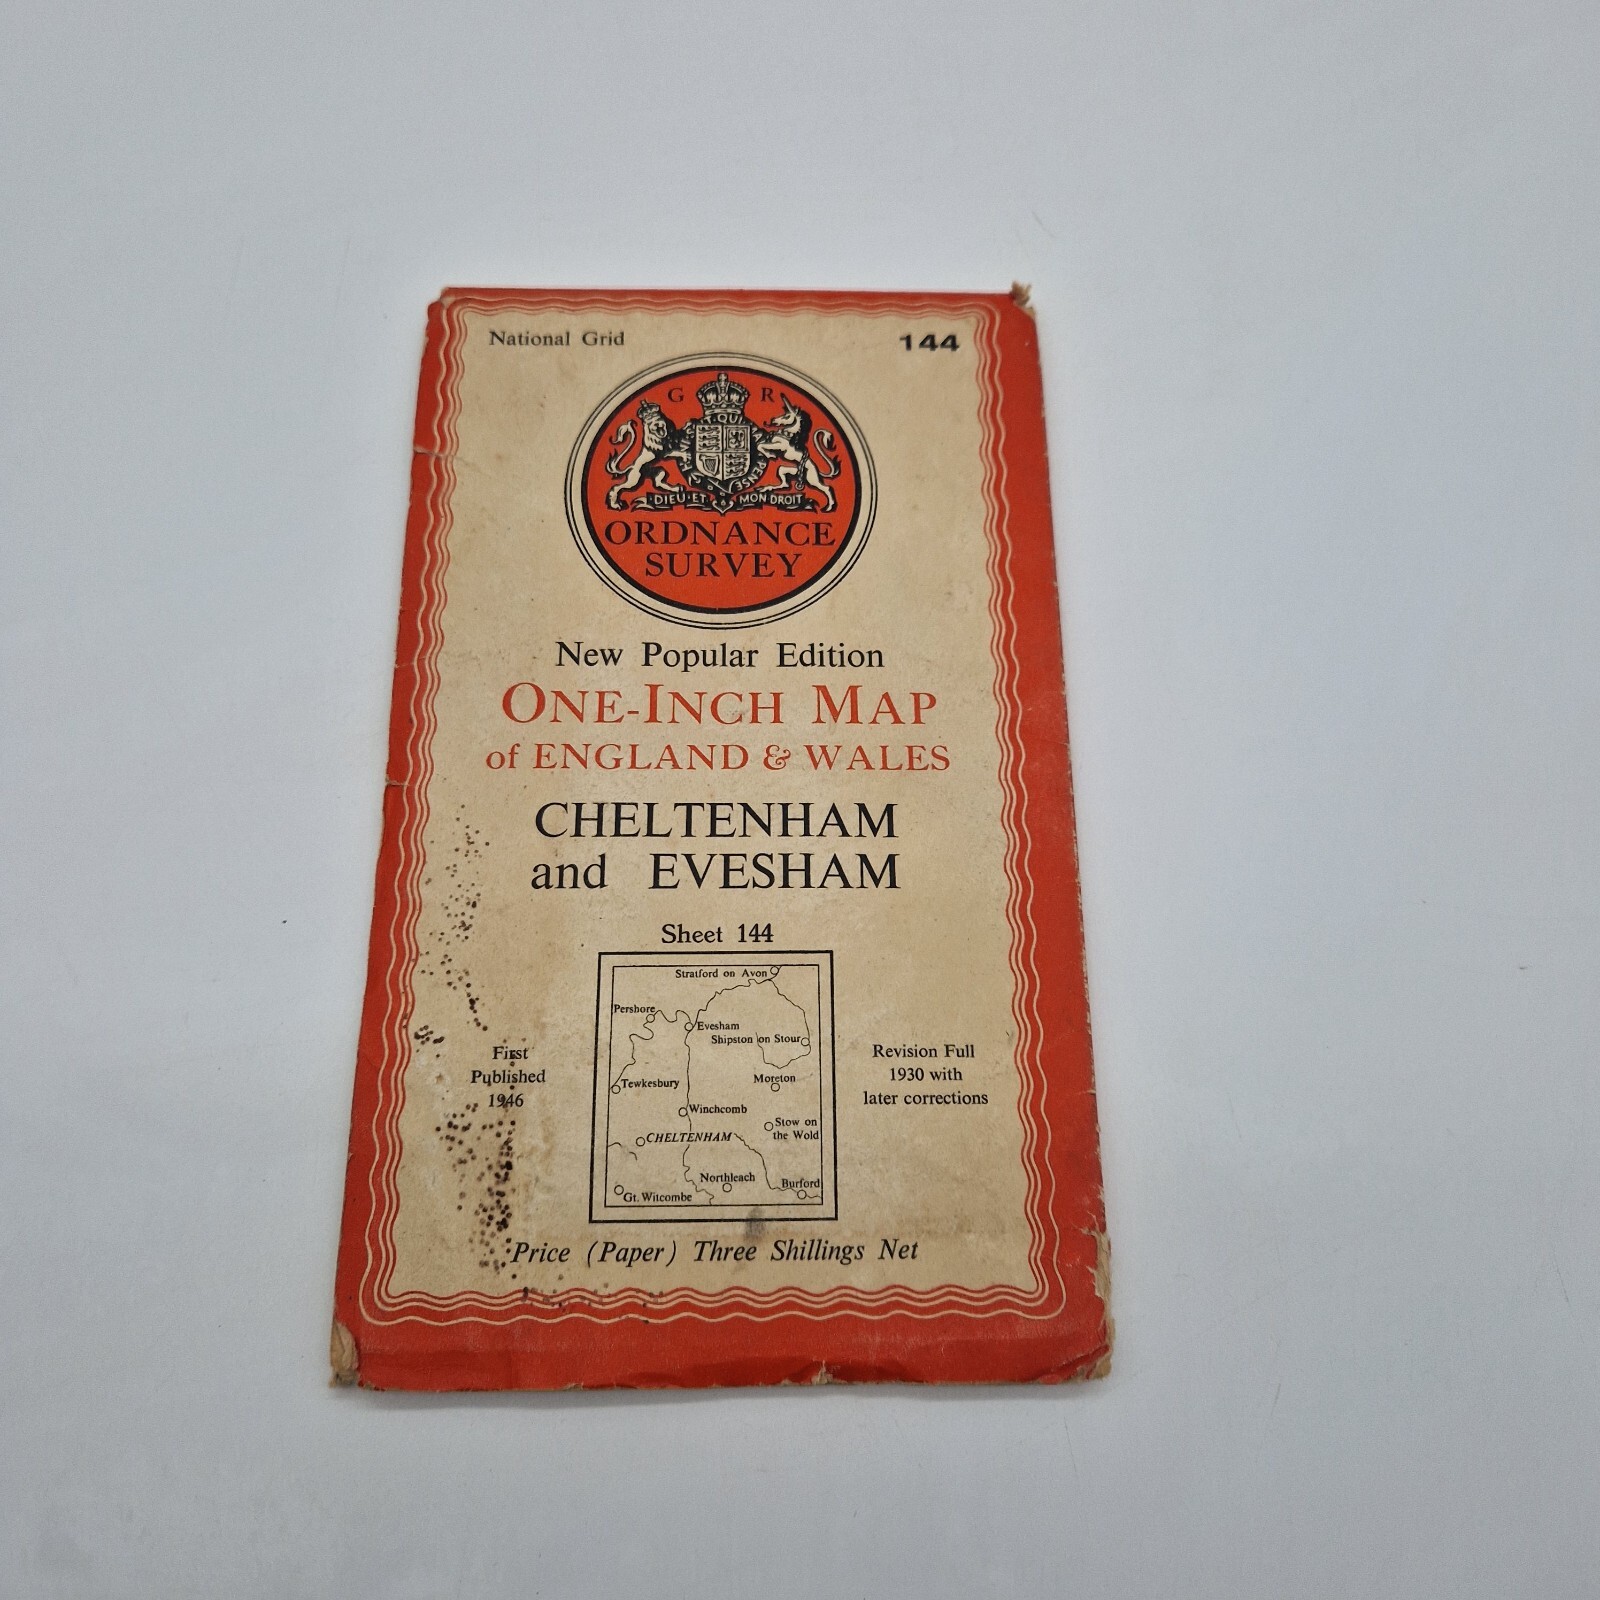 National Grid
144
G R
DIEU ET MON DROIT
ORDNANCE
SURVEY
New Popular Edition
ONE-INCH MAP
of ENGLAND & WALES
CHELTENHAM
and EVESHAM
Sheet 144
Stratford on Avon
Pershore
Evesham
Shipston on Stour
Tewkesbury
Moreton
Winchcomb
Stow on
the Wold
CHELTENHAM
Northleach
Burford
Gt. Witcombe
First
Published
1946
Revision Full
1930 with
later corrections
Price (Paper) Three Shillings Net